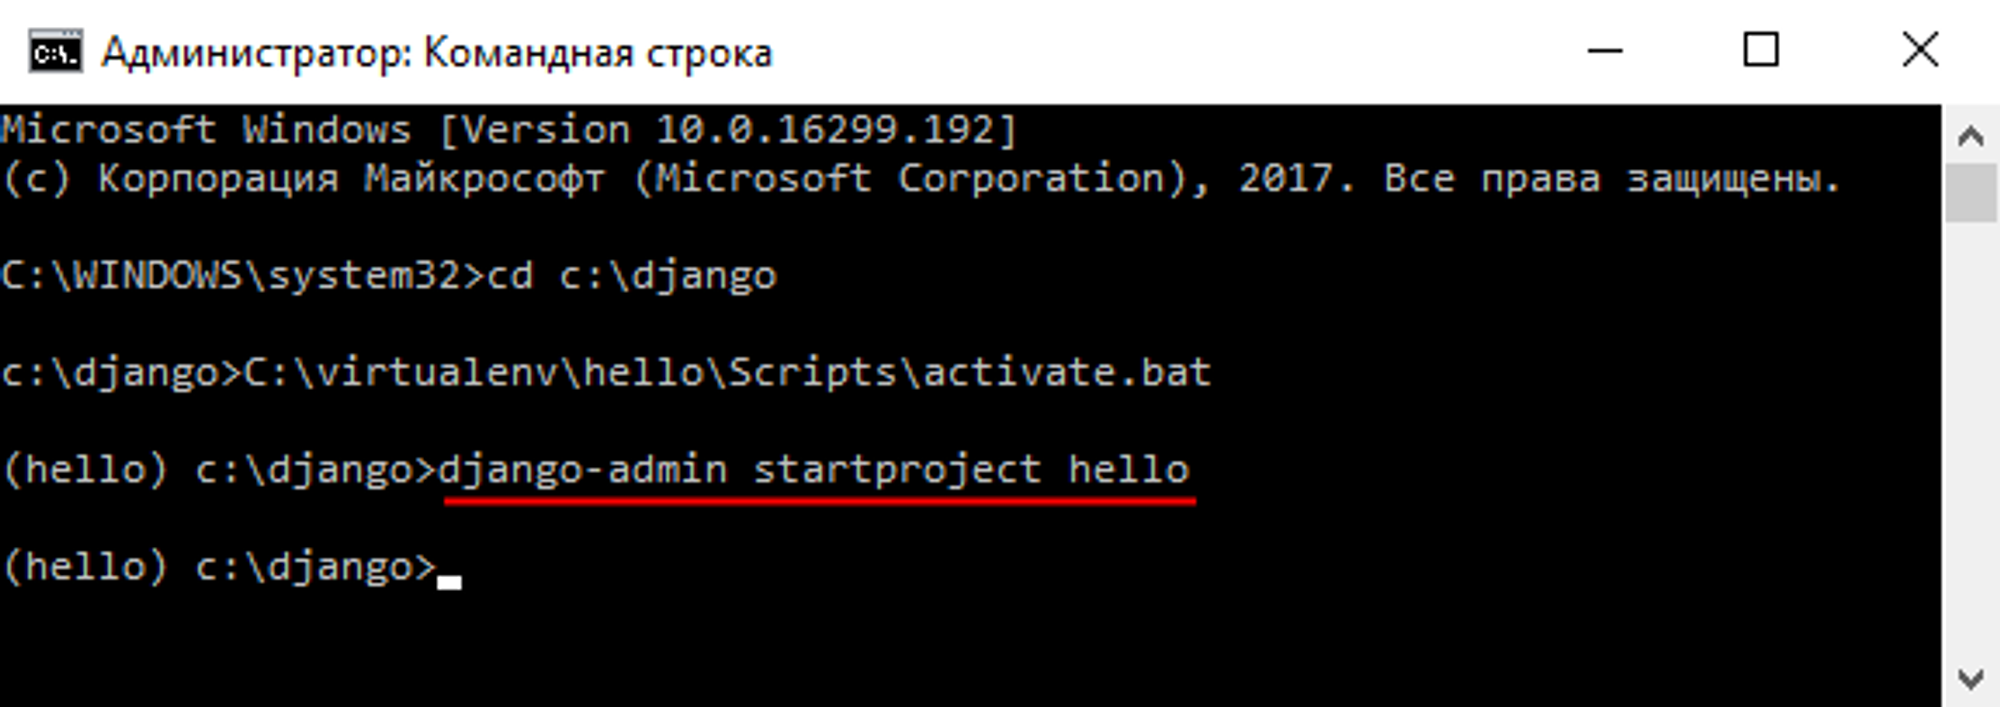 Администратор: Командная строка
Microsoft Windows [Version 10.0.16299.192]
(c) Корпорация Майкрософт (Microsoft Corporation), 2017. Все права защищены.
C:\WINDOWS\system32>cd c:\django
c:\django>C:\virtualenv\hello\Scripts\activate.bat
(hello) c:\django>django-admin startproject hello
(hello) c:\django>